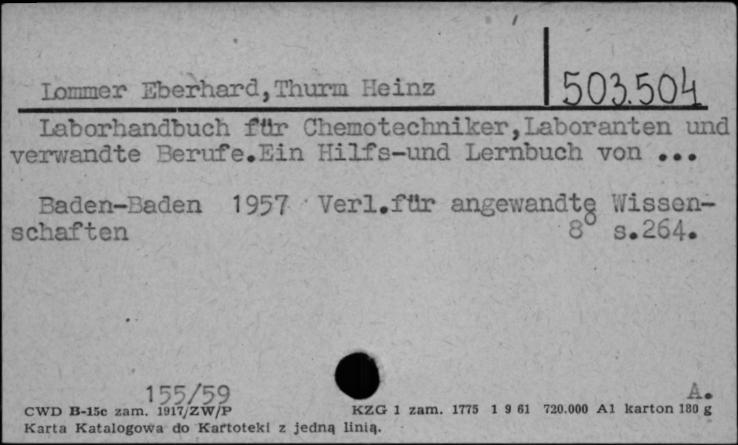 Lommer Eberhard,Thurm Heinz
503.504
Laborhandbuch für Chemotechniker,Laboranten und
verwandte Berufe.Ein Hilfs-und Lernbuch von ...
Baden-Baden 1957 Verl.für angewandte Wissen-
schaften 8° s.264.
155/59 A.
CWD B-15c zam. 1917/ZW/P KZG 1 zam. 1775 1 9 61 720.000 A1 karton 180 g
Karta Katalogowa do Kartoteki z jedną linią.